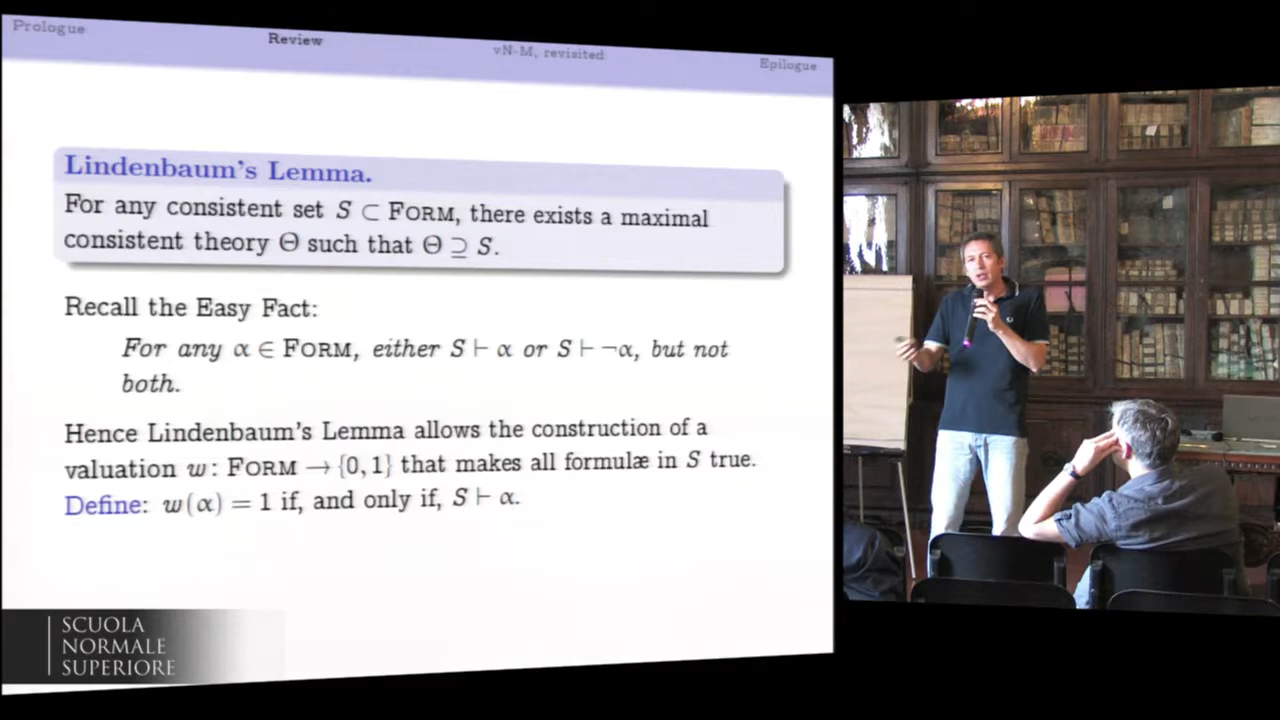 Prologue
Review
vN-M, revisited
Epilogue
Lindenbaum's Lemma.
For any consistent set S ⊂ Form, there exists a maximal
consistent theory Θ such that Θ ⊇ S.
Recall the Easy Fact:
For any α ∈ Form, either S ⊢ α or S ⊢ ¬α, but not
both.
Hence Lindenbaum's Lemma allows the construction of a
valuation w: Form → {0, 1} that makes all formulæ in S true.
Define: w(α) = 1 if, and only if, S ⊢ α.
SCUOLA
NORMALE
SUPERIORE